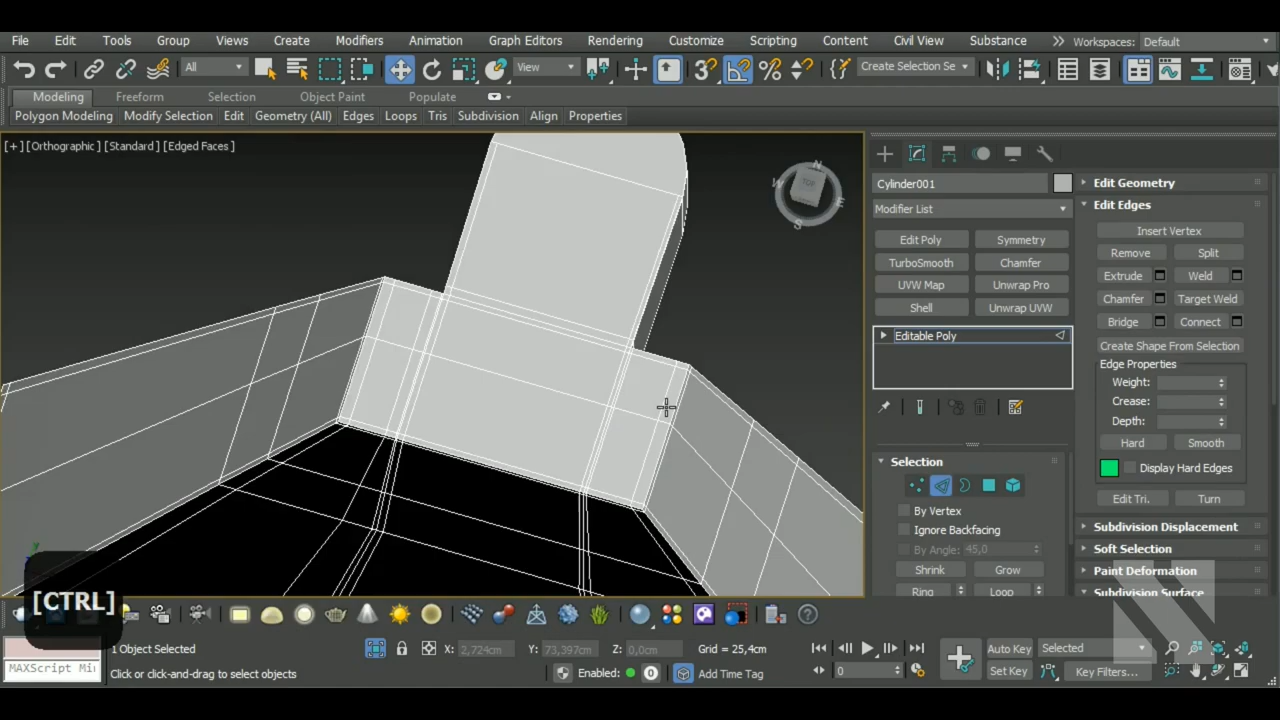 File Edit Tools Group Views Create Modifiers Animation Graph Editors Rendering Customize Scripting Content Civil View Substance Workspaces: Default
All View Create Selection Se
Modeling Freeform Selection Object Paint Populate
Polygon Modeling Modify Selection Edit Geometry (All) Edges Loops Tris Subdivision Align Properties
[+] [Orthographic ] [Standard ] [Edged Faces ]
N
W TOP E
S
Cylinder001
Modifier List
Edit Poly Symmetry
TurboSmooth Chamfer
UVW Map Unwrap Pro
Shell Unwrap UVW
Editable Poly
Selection
By Vertex
Ignore Backfacing
By Angle: 45,0
Shrink Grow
Ring Loop
Edit Geometry
Edit Edges
Insert Vertex
Remove Split
Extrude Weld
Chamfer Target Weld
Bridge Connect
Create Shape From Selection
Edge Properties
Weight:
Crease:
Depth:
Hard Smooth
Display Hard Edges
Edit Tri. Turn
Subdivision Displacement
Soft Selection
Paint Deformation
Subdivision Surface
[CTRL]
1 Object Selected X: 2,724cm Y: 73,397cm Z: 0,0cm Grid = 25,4cm Auto Key Selected
MAXScript Mi Click or click-and-drag to select objects Enabled: 0 Add Time Tag 0 Set Key Key Filters...